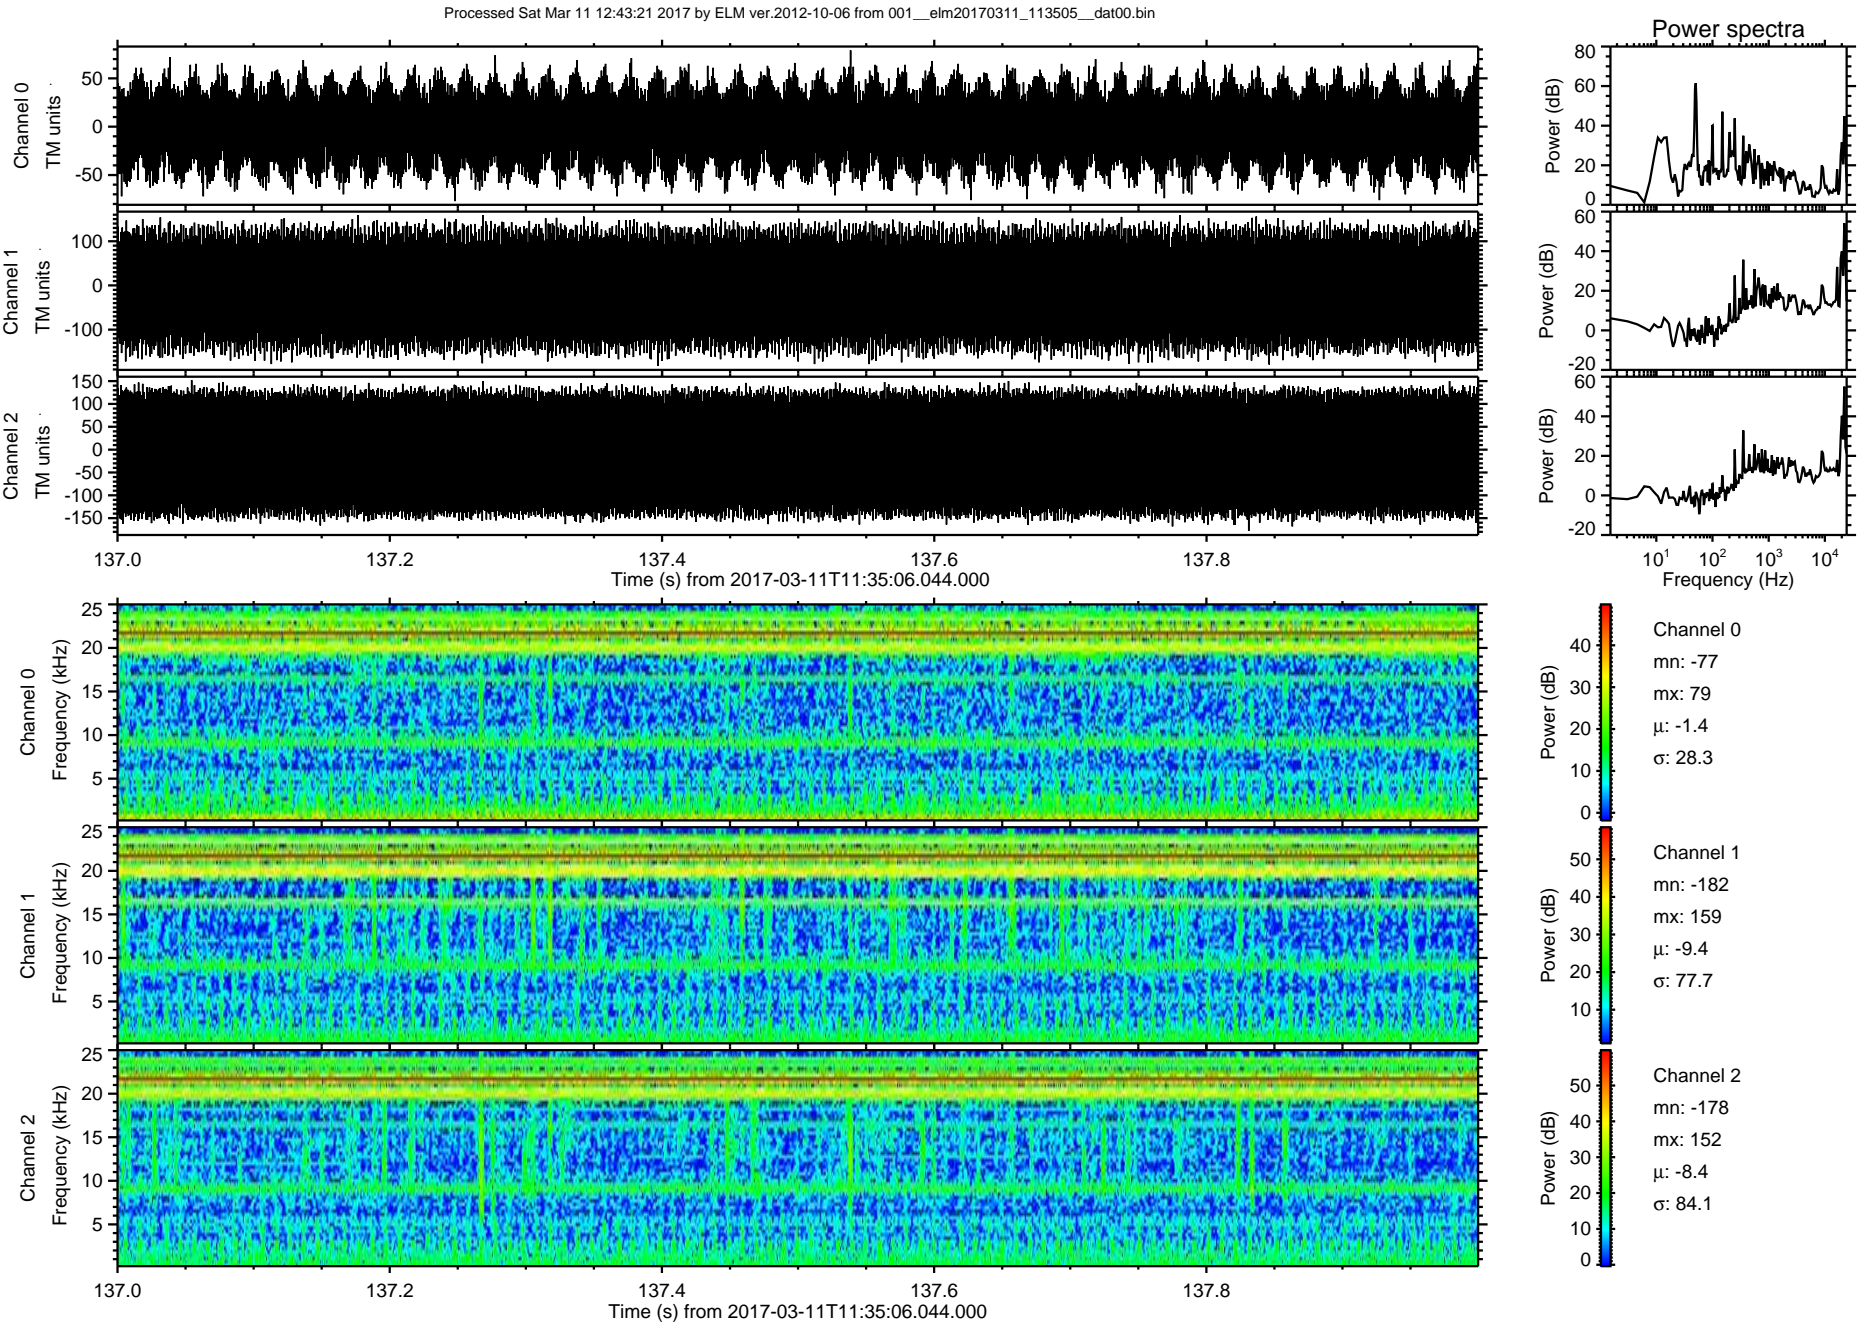 Processed Sat Mar 11 12:43:21 2017 by ELM ver.2012-10-06 from 001__elm20170311_113505__dat00.bin
Power spectra
Channel 0
TM units
50
0
-50
Power (dB)
80
60
40
20
0
Channel 1
TM units
100
0
-100
Power (dB)
60
40
20
0
-20
Channel 2
TM units
150
100
50
0
-50
-100
-150
Power (dB)
60
40
20
0
-20
137.0 137.2 137.4 137.6 137.8
Time (s) from 2017-03-11T11:35:06.044.000
10^1 10^2 10^3 10^4
Frequency (Hz)
Channel 0
Frequency (kHz)
25
20
15
10
5
Power (dB)
40
30
20
10
0
Channel 0
mn: -77
mx: 79
µ: -1.4
σ: 28.3
Channel 1
Frequency (kHz)
25
20
15
10
5
Power (dB)
50
40
30
20
10
Channel 1
mn: -182
mx: 159
µ: -9.4
σ: 77.7
Channel 2
Frequency (kHz)
25
20
15
10
5
Power (dB)
50
40
30
20
10
0
Channel 2
mn: -178
mx: 152
µ: -8.4
σ: 84.1
137.0 137.2 137.4 137.6 137.8
Time (s) from 2017-03-11T11:35:06.044.000